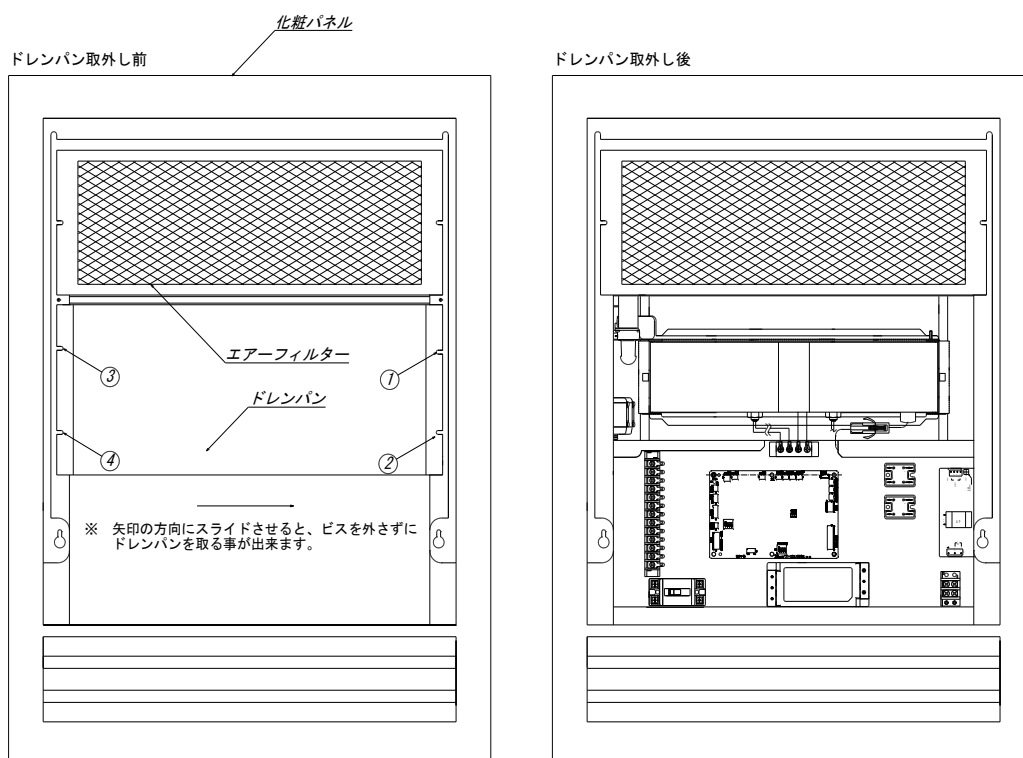 化粧パネル
ドレンパン取外し前
ドレンパン取外し後
エアーフィルター
③
①
ドレンパン
④
②
※ 矢印の方向にスライドさせると、ビスを外さずに
ドレンパンを取る事が出来ます。